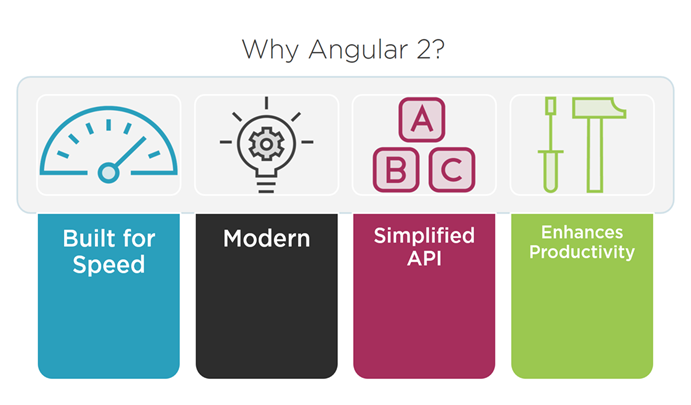 Why Angular 2?
A
B C
Built for
Speed
Modern
Simplified
API
Enhances
Productivity